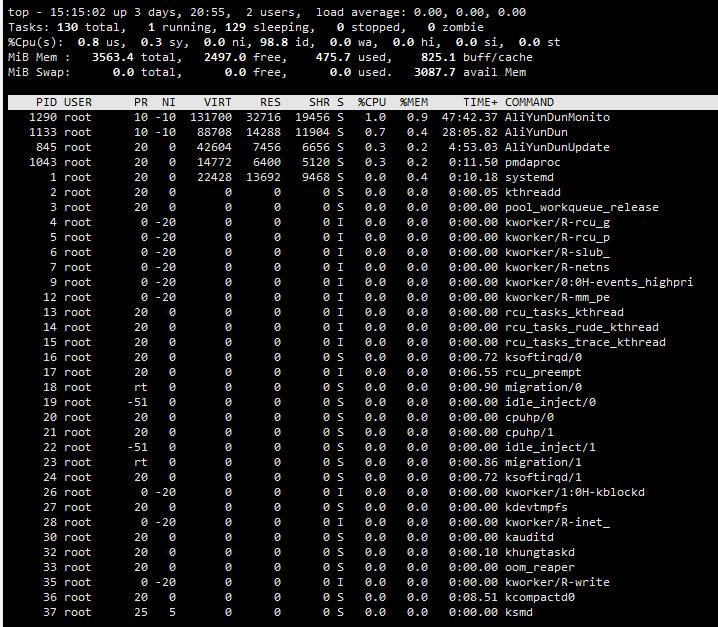 top - 15:15:02 up 3 days, 20:55,  2 users,  load average: 0.00, 0.00, 0.00
Tasks: 130 total,   1 running, 129 sleeping,   0 stopped,   0 zombie
%Cpu(s):  0.8 us,  0.3 sy,  0.0 ni, 98.8 id,  0.0 wa,  0.0 hi,  0.0 si,  0.0 st
MiB Mem :   3563.4 total,   2497.0 free,    475.7 used,    825.1 buff/cache
MiB Swap:      0.0 total,      0.0 free,      0.0 used.   3087.7 avail Mem
PID USER      PR  NI    VIRT    RES    SHR S  %CPU  %MEM     TIME+ COMMAND
1290 root      10 -10  131700  32716  19456 S   1.0   0.9  47:42.37 AliYunDunMonito
1133 root      10 -10   88708  14288  11904 S   0.7   0.4  28:05.82 AliYunDun
845 root      20   0   42604   7456   6656 S   0.3   0.2   4:53.03 AliYunDunUpdate
1043 root      20   0   14772   6400   5120 S   0.3   0.2   0:11.50 pmdaproc
1 root      20   0   22428  13692   9468 S   0.0   0.4   0:10.18 systemd
2 root      20   0       0      0      0 S   0.0   0.0   0:00.05 kthreadd
3 root      20   0       0      0      0 S   0.0   0.0   0:00.00 pool_workqueue_release
4 root       0 -20       0      0      0 I   0.0   0.0   0:00.00 kworker/R-rcu_g
5 root       0 -20       0      0      0 I   0.0   0.0   0:00.00 kworker/R-rcu_p
6 root       0 -20       0      0      0 I   0.0   0.0   0:00.00 kworker/R-slub_
7 root       0 -20       0      0      0 I   0.0   0.0   0:00.00 kworker/R-netns
9 root       0 -20       0      0      0 I   0.0   0.0   0:00.00 kworker/0:0H-events_highpri
12 root       0 -20       0      0      0 I   0.0   0.0   0:00.00 kworker/R-mm_pe
13 root      20   0       0      0      0 I   0.0   0.0   0:00.00 rcu_tasks_kthread
14 root      20   0       0      0      0 I   0.0   0.0   0:00.00 rcu_tasks_rude_kthread
15 root      20   0       0      0      0 I   0.0   0.0   0:00.00 rcu_tasks_trace_kthread
16 root      20   0       0      0      0 S   0.0   0.0   0:00.72 ksoftirqd/0
17 root      20   0       0      0      0 I   0.0   0.0   0:06.55 rcu_preempt
18 root      rt   0       0      0      0 S   0.0   0.0   0:00.90 migration/0
19 root     -51   0       0      0      0 S   0.0   0.0   0:00.00 idle_inject/0
20 root      20   0       0      0      0 S   0.0   0.0   0:00.00 cpuhp/0
21 root      20   0       0      0      0 S   0.0   0.0   0:00.00 cpuhp/1
22 root     -51   0       0      0      0 S   0.0   0.0   0:00.00 idle_inject/1
23 root      rt   0       0      0      0 S   0.0   0.0   0:00.86 migration/1
24 root      20   0       0      0      0 S   0.0   0.0   0:00.72 ksoftirqd/1
26 root       0 -20       0      0      0 I   0.0   0.0   0:00.00 kworker/1:0H-kblockd
27 root      20   0       0      0      0 S   0.0   0.0   0:00.00 kdevtmpfs
28 root       0 -20       0      0      0 I   0.0   0.0   0:00.00 kworker/R-inet_
30 root      20   0       0      0      0 S   0.0   0.0   0:00.00 kauditd
32 root      20   0       0      0      0 S   0.0   0.0   0:00.10 khungtaskd
33 root      20   0       0      0      0 S   0.0   0.0   0:00.00 oom_reaper
35 root       0 -20       0      0      0 I   0.0   0.0   0:00.00 kworker/R-write
36 root      20   0       0      0      0 S   0.0   0.0   0:08.51 kcompactd0
37 root      25   5       0      0      0 S   0.0   0.0   0:00.00 ksmd